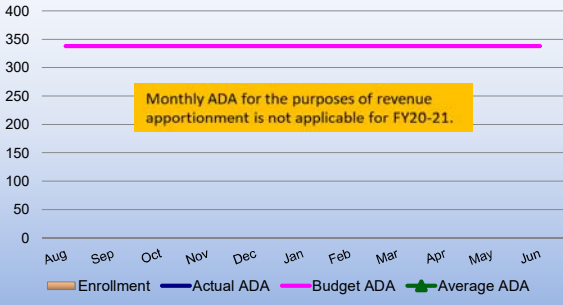 400
350
300
250
200
150
100
50
0
Monthly ADA for the purposes of revenue
apportionment is not applicable for FY20-21.
Aug Sep Oct Nov Dec Jan Feb Mar Apr May Jun
Enrollment Actual ADA Budget ADA Average ADA